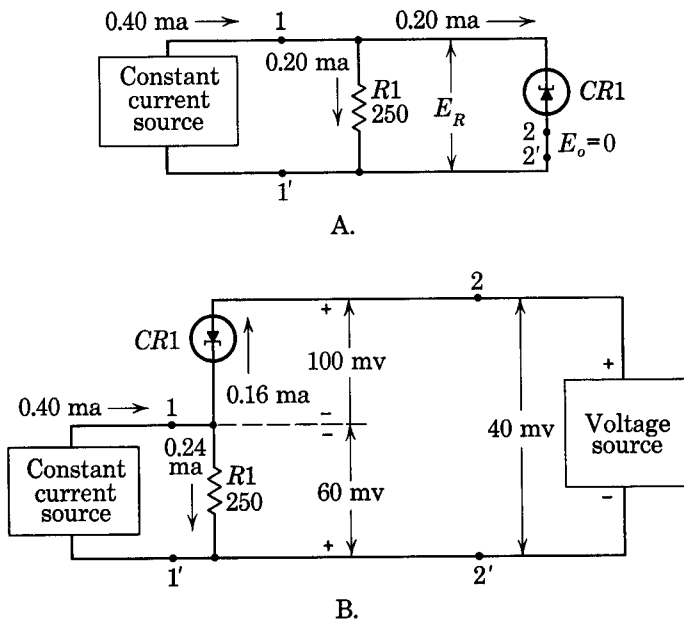 0.40 ma → 1 0.20 ma →
Constant
current
source
0.20 ma
↓
R1
250
E_R
CR1
2
2'
E_o=0
1'
A.
2
+
CR1
100 mv
0.16 ma
+
0.40 ma → 1
−
−
40 mv
Voltage
source
0.24
ma
↓
R1
250
Constant
current
source
60 mv
−
+
1'
2'
B.